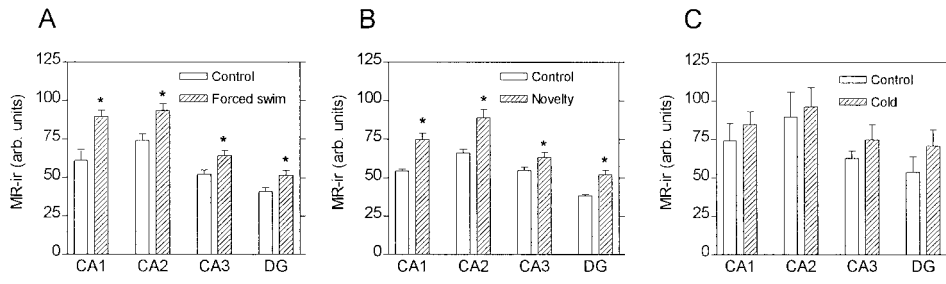 A
MR-ir (arb. units)
125
100
75
50
25
0
Control
Forced swim
*
*
*
*
CA1
CA2
CA3
DG
B
MR-ir (arb. units)
125
100
75
50
25
0
Control
Novelty
*
*
*
*
CA1
CA2
CA3
DG
C
MR-ir (arb. units)
125
100
75
50
25
0
Control
Cold
CA1
CA2
CA3
DG